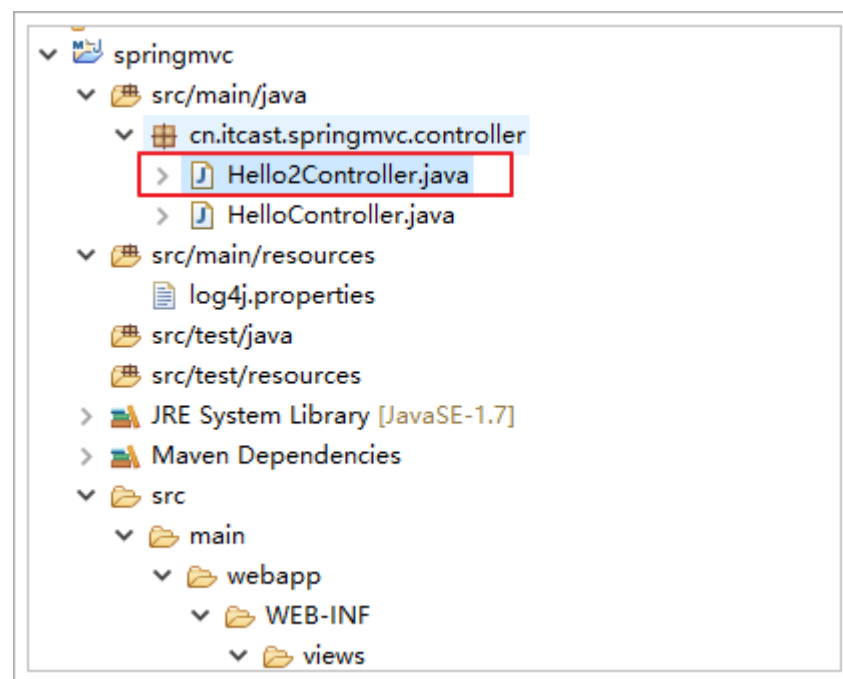 springmvc
src/main/java
cn.itcast.springmvc.controller
Hello2Controller.java
HelloController.java
src/main/resources
log4j.properties
src/test/java
src/test/resources
JRE System Library [JavaSE-1.7]
Maven Dependencies
src
main
webapp
WEB-INF
views